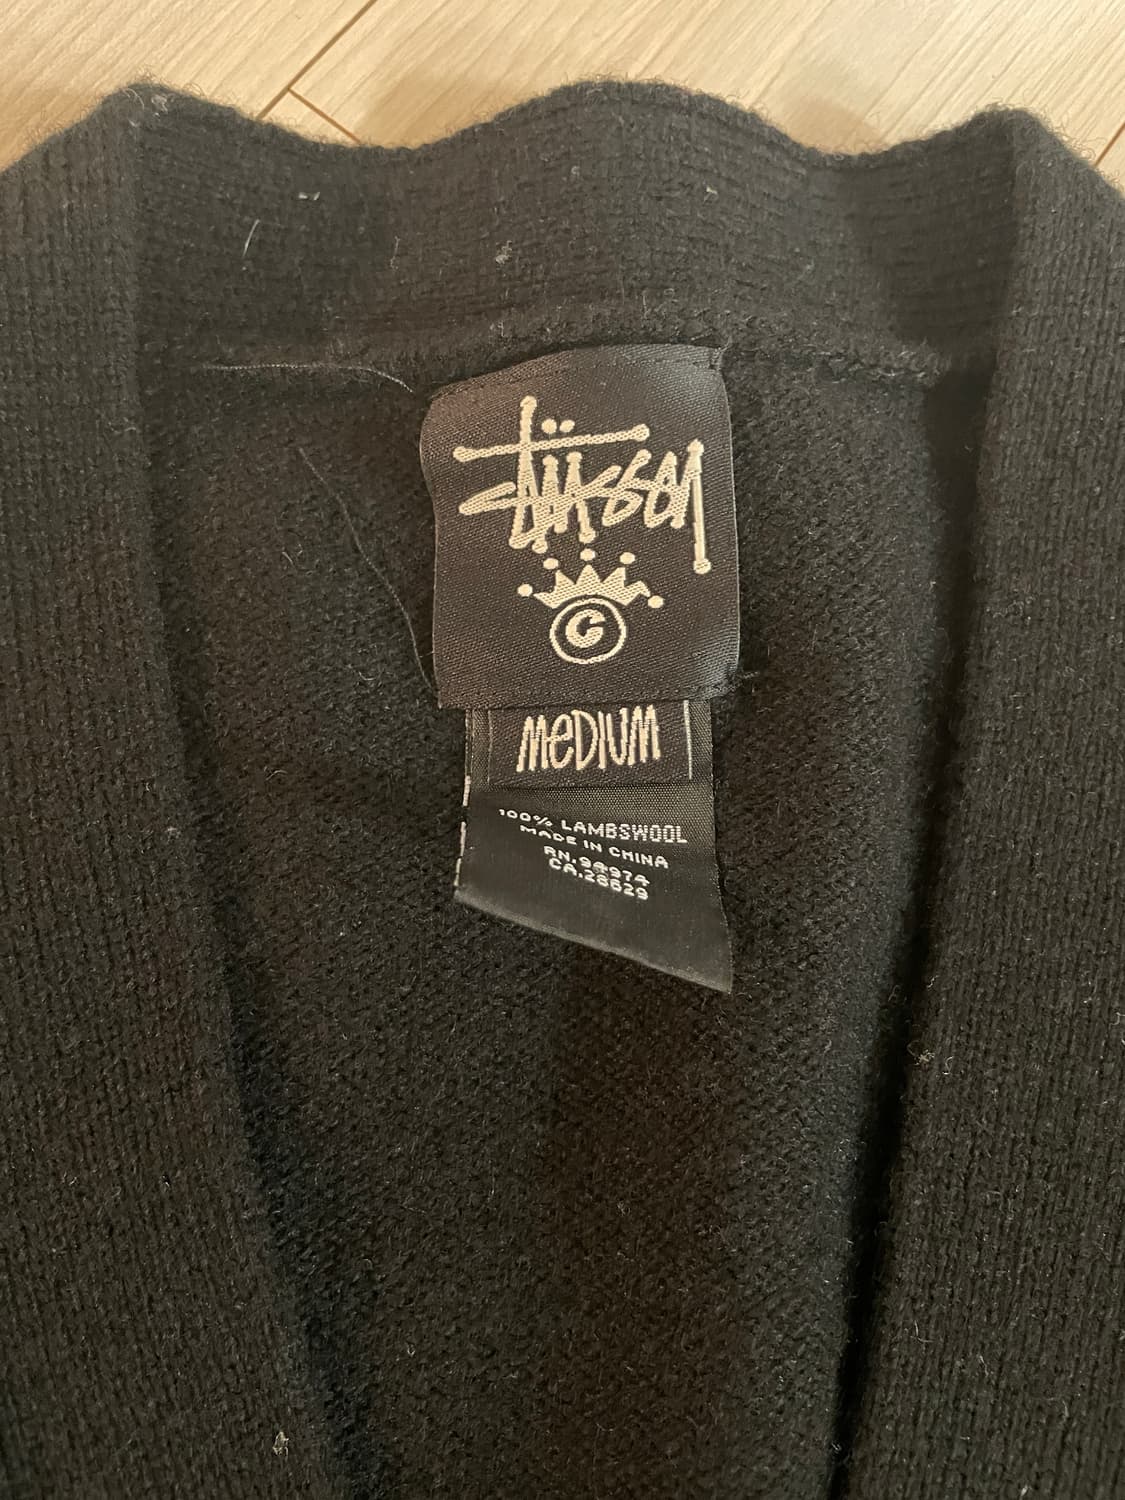 Stüssy
C
MEDIUM
100% LAMBSWOOL
MADE IN CHINA
RN.94974
CA.28629